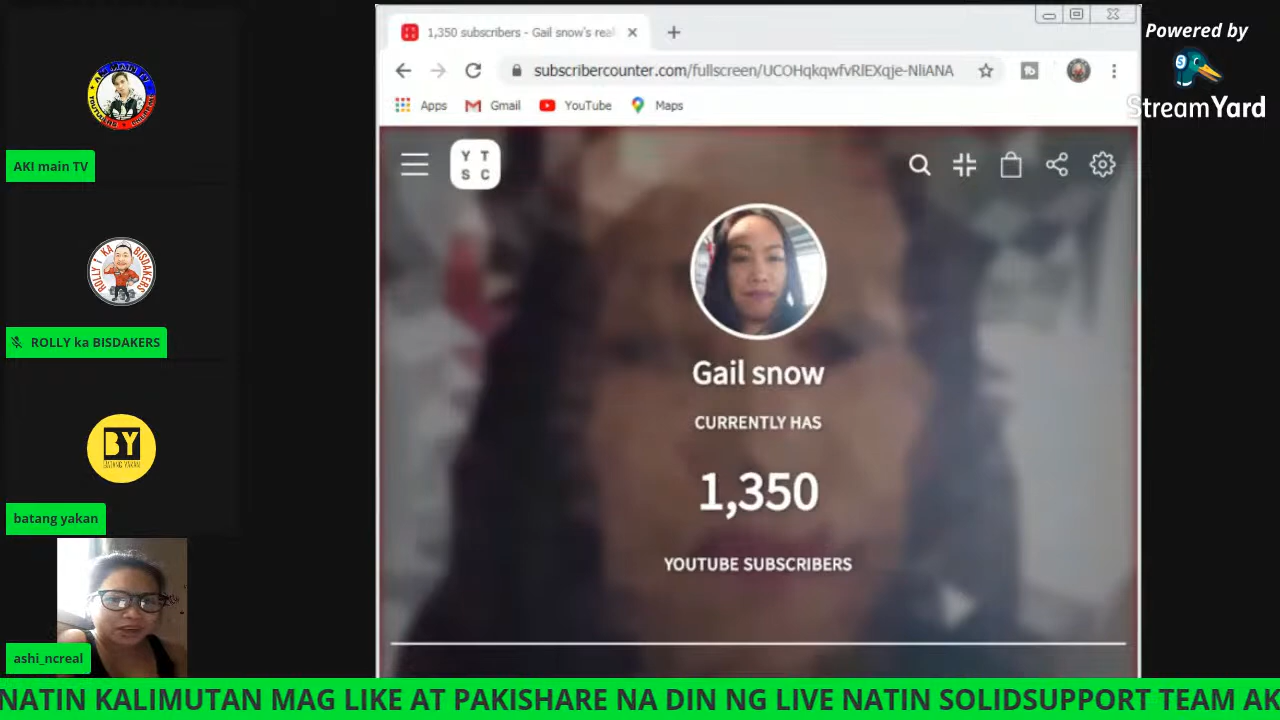 1,350 subscribers - Gail snow's real
subscribercounter.com/fullscreen/UCOHqkqwfvRlEXqje-NliANA
Apps
Gmail
YouTube
Maps
Powered by
StreamYard
Y T
S C
AKI main TV
ROLLY ka BISDAKERS
batang yakan
ashi_ncreal
BY
BATANG YAKAN
Gail snow
CURRENTLY HAS
1,350
YOUTUBE SUBSCRIBERS
NATIN KALIMUTAN MAG LIKE AT PAKISHARE NA DIN NG LIVE NATIN SOLIDSUPPORT TEAM AK